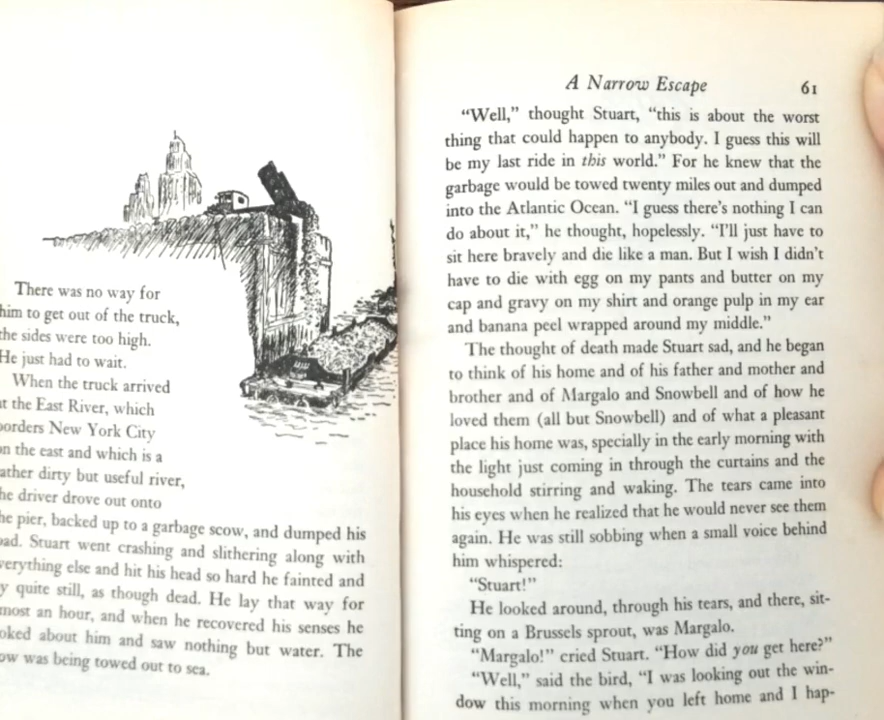 There was no way for
him to get out of the truck,
the sides were too high.
He just had to wait.
When the truck arrived
at the East River, which
borders New York City
on the east and which is a
rather dirty but useful river,
the driver drove out onto
the pier, backed up to a garbage scow, and dumped his
load. Stuart went crashing and slithering along with
everything else and hit his head so hard he fainted and
lay quite still, as though dead. He lay that way for
almost an hour, and when he recovered his senses he
looked about him and saw nothing but water. The
scow was being towed out to sea.
A Narrow Escape 61
“Well,” thought Stuart, “this is about the worst
thing that could happen to anybody. I guess this will
be my last ride in this world.” For he knew that the
garbage would be towed twenty miles out and dumped
into the Atlantic Ocean. “I guess there’s nothing I can
do about it,” he thought, hopelessly. “I’ll just have to
sit here bravely and die like a man. But I wish I didn’t
have to die with egg on my pants and butter on my
cap and gravy on my shirt and orange pulp in my ear
and banana peel wrapped around my middle.”
The thought of death made Stuart sad, and he began
to think of his home and of his father and mother and
brother and of Margalo and Snowbell and of how he
loved them (all but Snowbell) and of what a pleasant
place his home was, specially in the early morning with
the light just coming in through the curtains and the
household stirring and waking. The tears came into
his eyes when he realized that he would never see them
again. He was still sobbing when a small voice behind
him whispered:
“Stuart!”
He looked around, through his tears, and there, sit-
ting on a Brussels sprout, was Margalo.
“Margalo!” cried Stuart. “How did you get here?”
“Well,” said the bird, “I was looking out the win-
dow this morning when you left home and I hap-